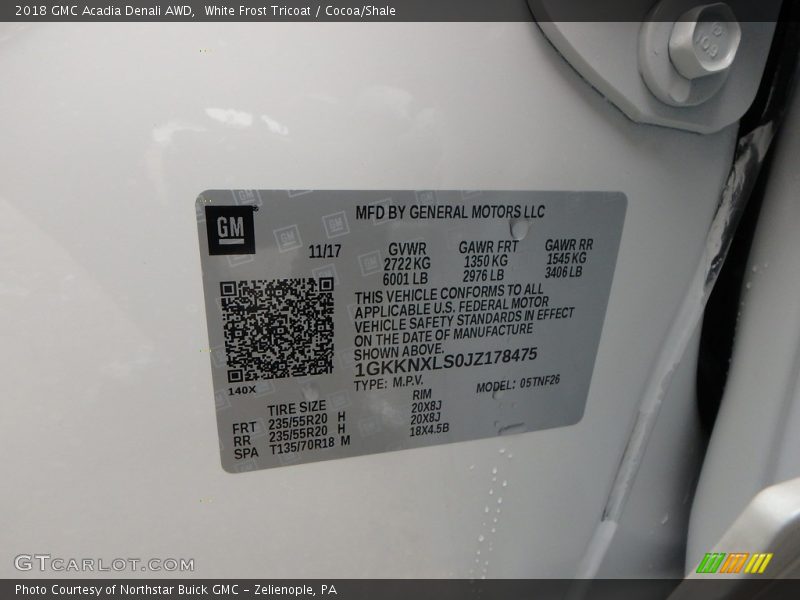 2018 GMC Acadia Denali AWD,  White Frost Tricoat / Cocoa/Shale
GM
MFD BY GENERAL MOTORS LLC
11/17
GVWR GAWR FRT GAWR RR
2722 KG 1350 KG 1545 KG
6001 LB 2976 LB 3406 LB
THIS VEHICLE CONFORMS TO ALL
APPLICABLE U.S. FEDERAL MOTOR
VEHICLE SAFETY STANDARDS IN EFFECT
ON THE DATE OF MANUFACTURE
SHOWN ABOVE.
1GKKNXLS0JZ178475
140X
TYPE: M.P.V. MODEL: 05TNF26
TIRE SIZE RIM
FRT 235/55R20 H 20X8J
RR 235/55R20 H 20X8J
SPA T135/70R18 M 18X4.5B
GTCARLOT.COM
Photo Courtesy of Northstar Buick GMC – Zelienople, PA